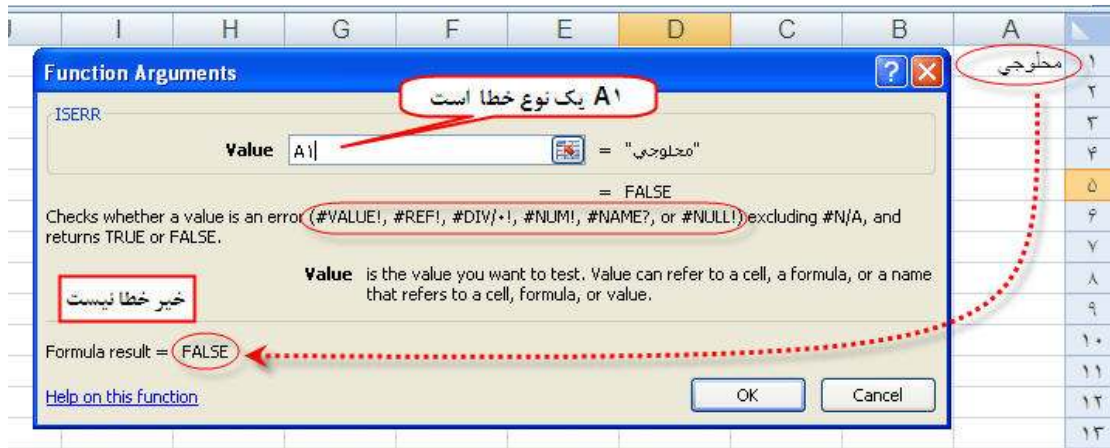 I H G F E D C B A
Function Arguments
محلوجي ۱
A۱ یک نوع خطا است
ISERR
Value A۱ = "محلوجي"
= FALSE
Checks whether a value is an error (#VALUE!, #REF!, #DIV/۰!, #NUM!, #NAME?, or #NULL!) excluding #N/A, and
returns TRUE or FALSE.
Value is the value you want to test. Value can refer to a cell, a formula, or a name
that refers to a cell, formula, or value.
خیر خطا نیست
Formula result = FALSE
Help on this function
OK Cancel
۲
۳
۴
۵
۶
۷
۸
۹
۱۰
۱۱
۱۲
۱۳